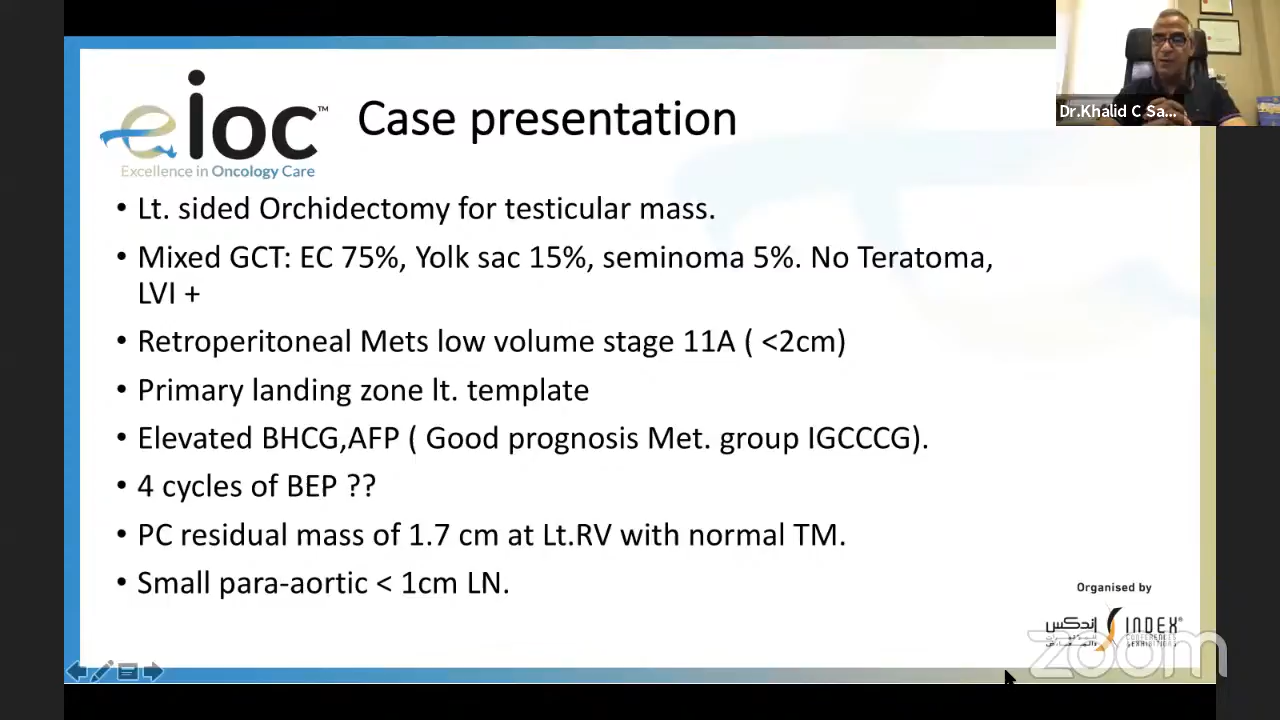 eioc™
Excellence in Oncology Care
Case presentation
Dr.Khalid C Sa...
• Lt. sided Orchidectomy for testicular mass.
• Mixed GCT: EC 75%, Yolk sac 15%, seminoma 5%. No Teratoma,
LVI +
• Retroperitoneal Mets low volume stage 11A ( <2cm)
• Primary landing zone lt. template
• Elevated BHCG,AFP ( Good prognosis Met. group IGCCCG).
• 4 cycles of BEP ??
• PC residual mass of 1.7 cm at Lt.RV with normal TM.
• Small para-aortic < 1cm LN.
Organised by
اندكس
INDEX
zoom